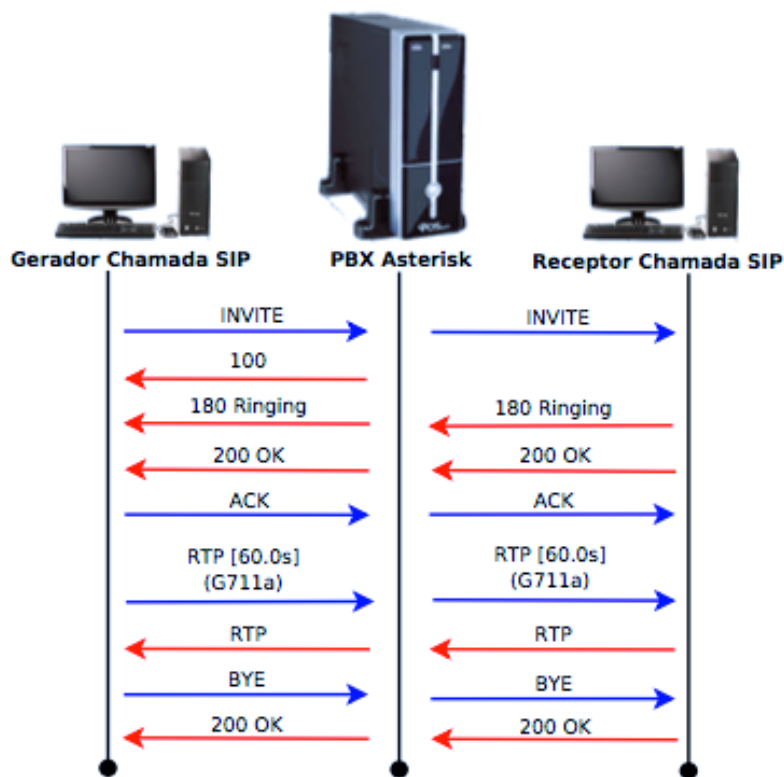 Gerador Chamada SIP
PBX Asterisk
Receptor Chamada SIP
INVITE
INVITE
100
180 Ringing
180 Ringing
200 OK
200 OK
ACK
ACK
RTP [60.0s]
(G711a)
RTP [60.0s]
(G711a)
RTP
RTP
BYE
BYE
200 OK
200 OK